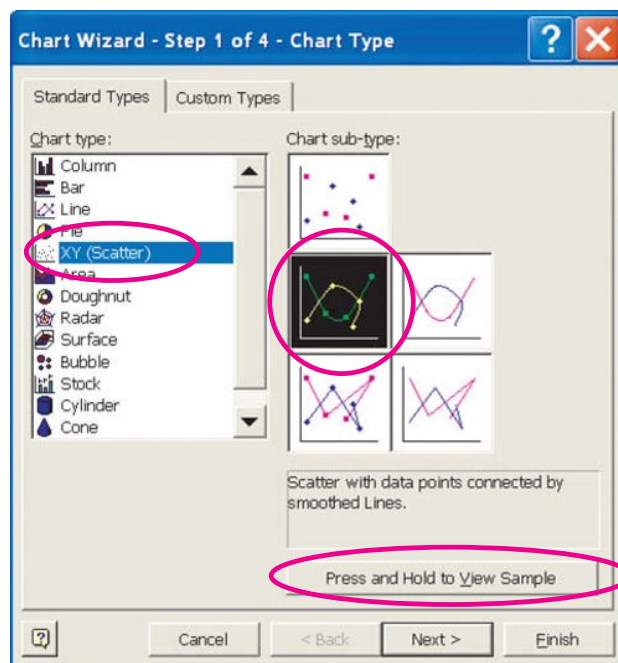 Chart Wizard - Step 1 of 4 - Chart Type
?
Standard Types
Custom Types
Chart type:
Column
Bar
Line
Pie
XY (Scatter)
Area
Doughnut
Radar
Surface
Bubble
Stock
Cylinder
Cone
Chart sub-type:
Scatter with data points connected by
smoothed Lines.
Press and Hold to View Sample
?
Cancel
< Back
Next >
Finish